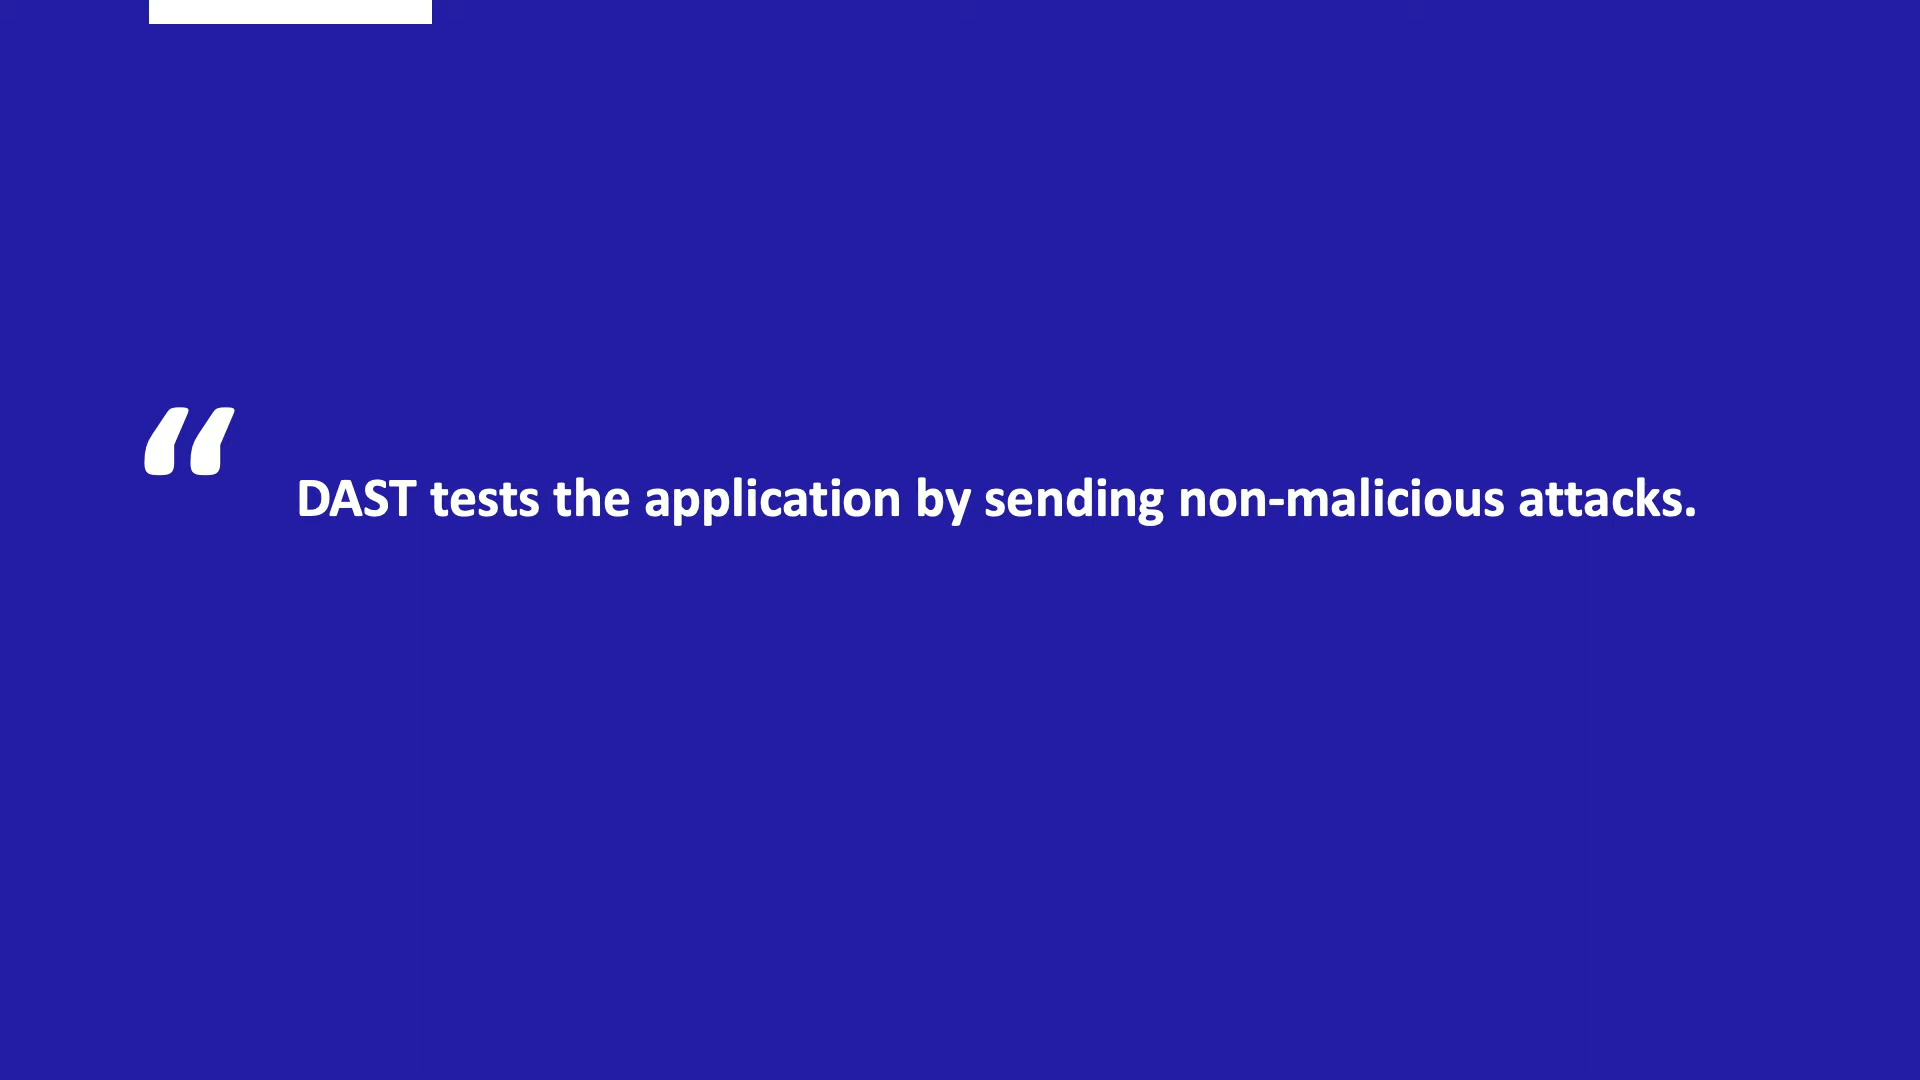 “
DAST tests the application by sending non-malicious attacks.